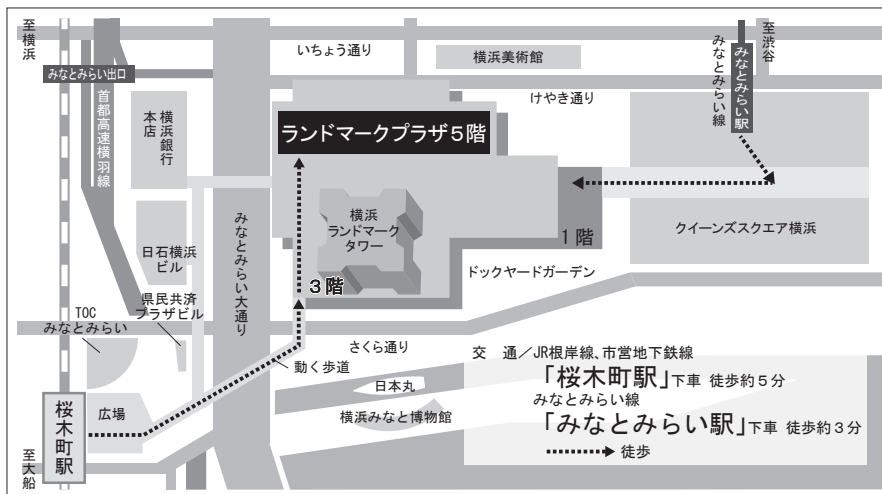 至横浜
いちょう通り
横浜美術館
みなとみらい線
みなとみらい駅
至渋谷
みなとみらい出口
けやき通り
首都高速横羽線
横浜銀行
本店
ランドマークプラザ5階
みなとみらい大通り
横浜
ランドマーク
タワー
1階
クイーンズスクエア横浜
日石横浜
ビル
3階
ドックヤードガーデン
県民共済
プラザビル
TOC
みなとみらい
さくら通り
動く歩道
日本丸
横浜みなと博物館
広場
桜木町駅
至大船
交 通/JR根岸線、市営地下鉄線
「桜木町駅」下車 徒歩約5分
みなとみらい線
「みなとみらい駅」下車 徒歩約3分
徒歩